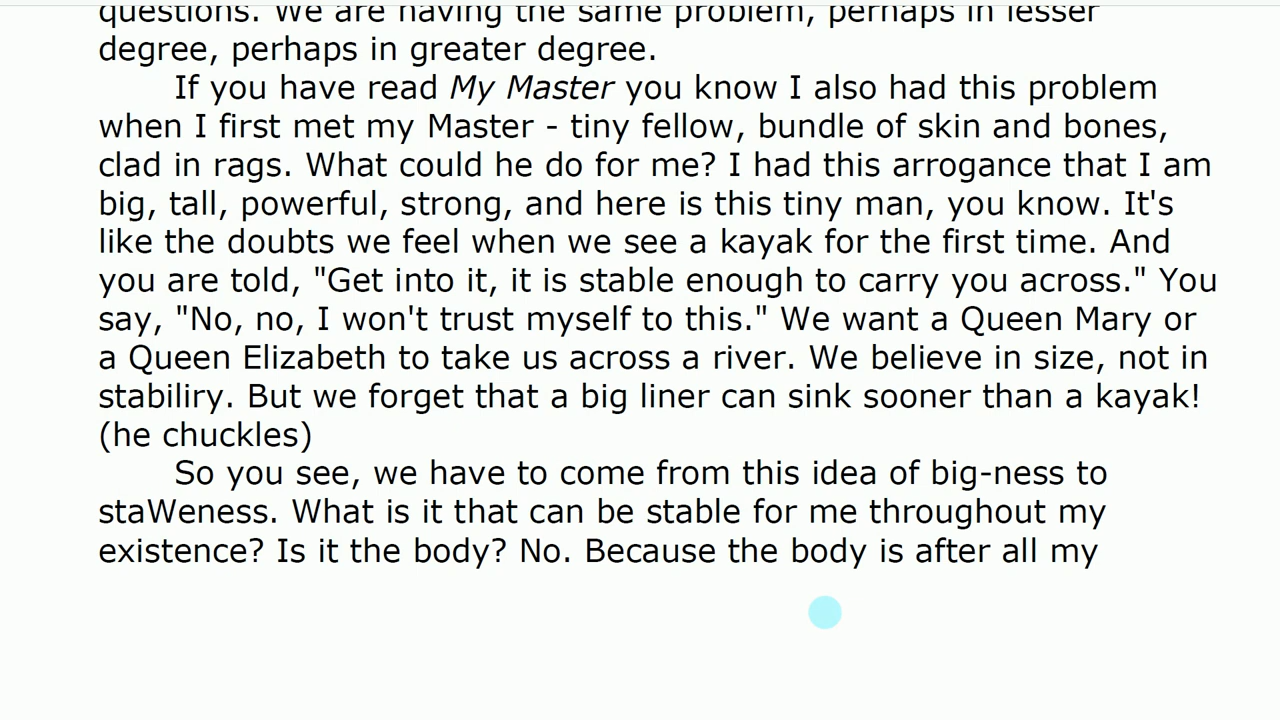 questions. We are having the same problem, perhaps in lesser
degree, perhaps in greater degree.
If you have read My Master you know I also had this problem
when I first met my Master - tiny fellow, bundle of skin and bones,
clad in rags. What could he do for me? I had this arrogance that I am
big, tall, powerful, strong, and here is this tiny man, you know. It's
like the doubts we feel when we see a kayak for the first time. And
you are told, "Get into it, it is stable enough to carry you across." You
say, "No, no, I won't trust myself to this." We want a Queen Mary or
a Queen Elizabeth to take us across a river. We believe in size, not in
stabiliry. But we forget that a big liner can sink sooner than a kayak!
(he chuckles)
So you see, we have to come from this idea of big-ness to
staWeness. What is it that can be stable for me throughout my
existence? Is it the body? No. Because the body is after all my